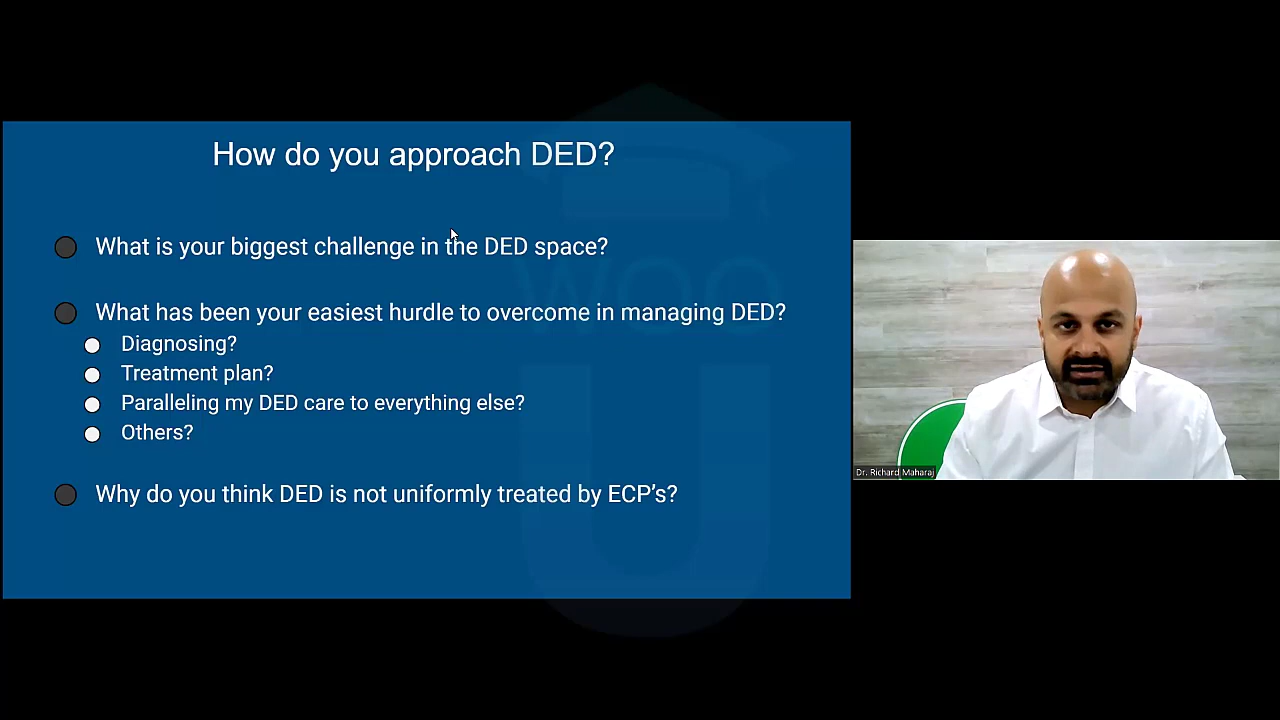 How do you approach DED?
What is your biggest challenge in the DED space?
What has been your easiest hurdle to overcome in managing DED?
Diagnosing?
Treatment plan?
Paralleling my DED care to everything else?
Others?
Why do you think DED is not uniformly treated by ECP's?
WOO
U
Dr. Richard Maharaj